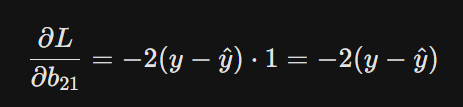 ∂L/∂b₂₁ = −2(y − ŷ) · 1 = −2(y − ŷ)